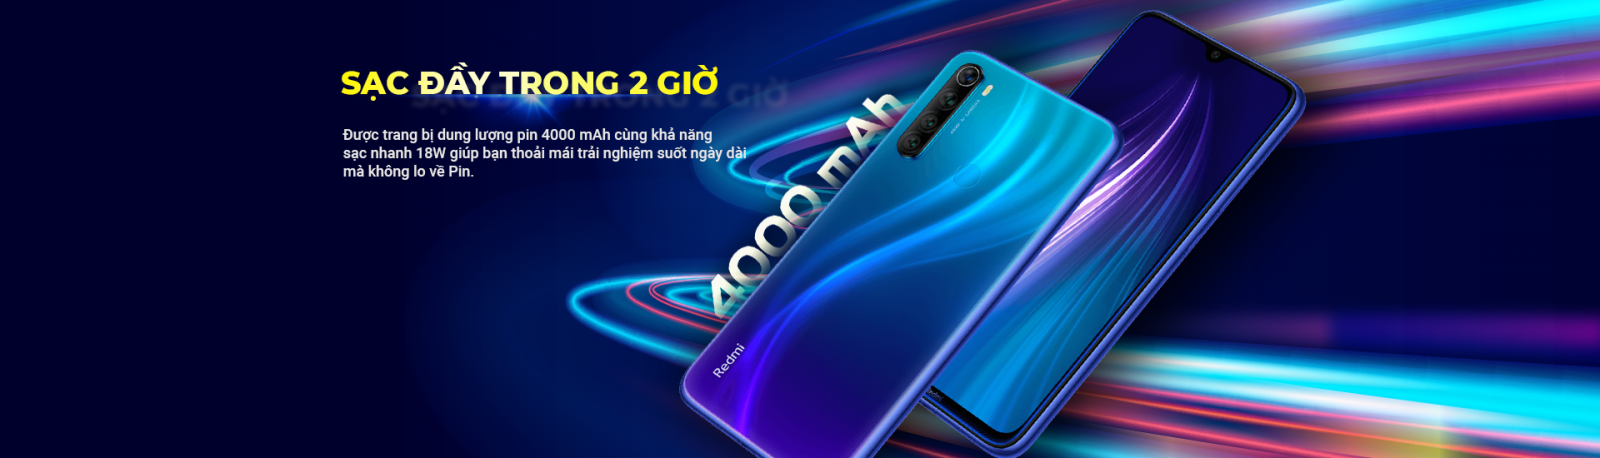 SẠC ĐẦY TRONG 2 GIỜ
Được trang bị dung lượng pin 4000 mAh cùng khả năng
sạc nhanh 18W giúp bạn thoải mái trải nghiệm suốt ngày dài
mà không lo về Pin.
4000 mAh
Redmi